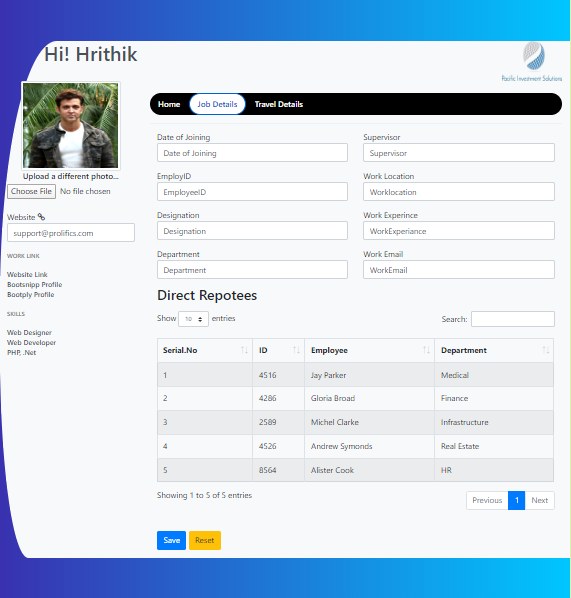 Hi! Hrithik
Pacific Investment Solutions
Home Job Details Travel Details
Upload a different photo...
Choose File No file chosen
Website
support@prolifics.com
WORK LINK
Website Link
Bootsnipp Profile
Bootply Profile
SKILLS
Web Designer
Web Developer
PHP, .Net
Date of Joining Supervisor
Date of Joining Supervisor
EmployID Work Location
EmployeeID Worklocation
Designation Work Experince
Designation WorkExperiance
Department Work Email
Department WorkEmail
Direct Repotees
Show 10 entries Search:
Serial.No ID Employee Department
1 4516 Jay Parker Medical
2 4286 Gloria Broad Finance
3 2589 Michel Clarke Infrastructure
4 4526 Andrew Symonds Real Estate
5 8564 Alister Cook HR
Showing 1 to 5 of 5 entries Previous 1 Next
Save Reset